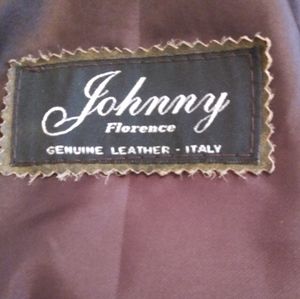 Johnny
Florence
GENUINE LEATHER - ITALY